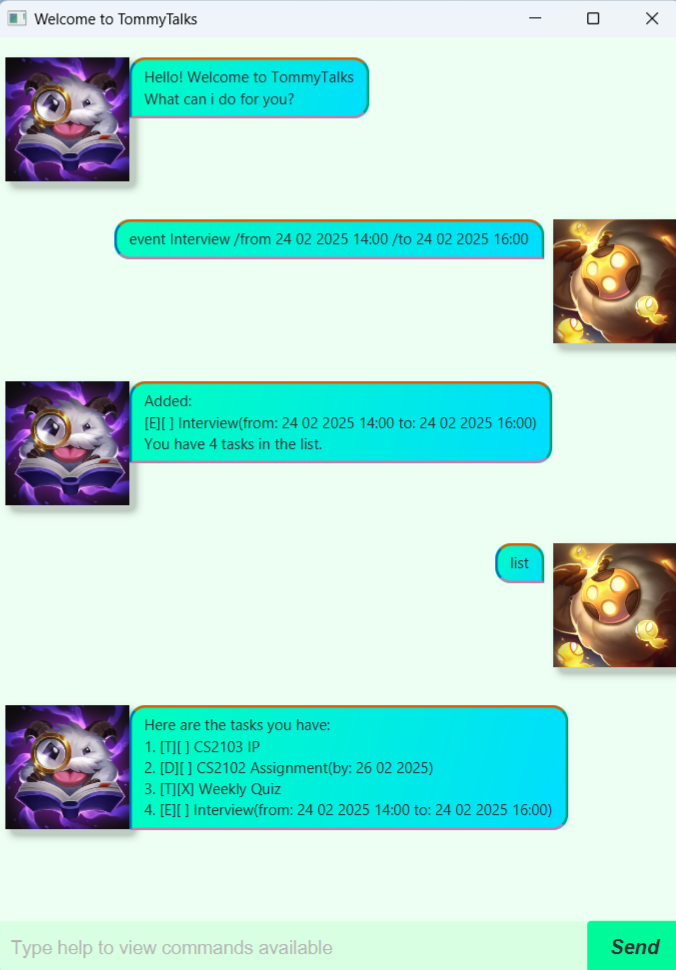 Welcome to TommyTalks
Hello! Welcome to TommyTalks
What can i do for you?
event Interview /from 24 02 2025 14:00 /to 24 02 2025 16:00
Added:
[E][ ] Interview(from: 24 02 2025 14:00 to: 24 02 2025 16:00)
You have 4 tasks in the list.
list
Here are the tasks you have:
1. [T][ ] CS2103 IP
2. [D][ ] CS2102 Assignment(by: 26 02 2025)
3. [T][X] Weekly Quiz
4. [E][ ] Interview(from: 24 02 2025 14:00 to: 24 02 2025 16:00)
Type help to view commands available
Send